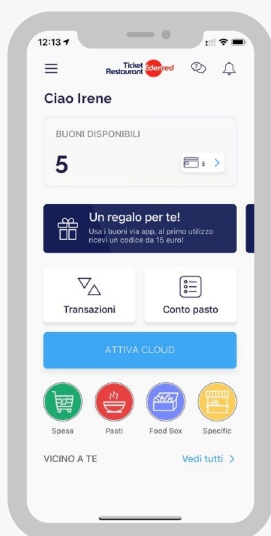 12:13
Ticket
Restaurant Edenred
Ciao Irene
BUONI DISPONIBILI
5
5
Un regalo
per te!
Usa i buoni via
app, al primo utilizzo
ricevi un codice
da 15 euro!
Transazioni
Conto pasto
ATTIVA CLOUD
Spesa
Pasti
Food Box
Specific
VICINO A TE
Vedi tutti